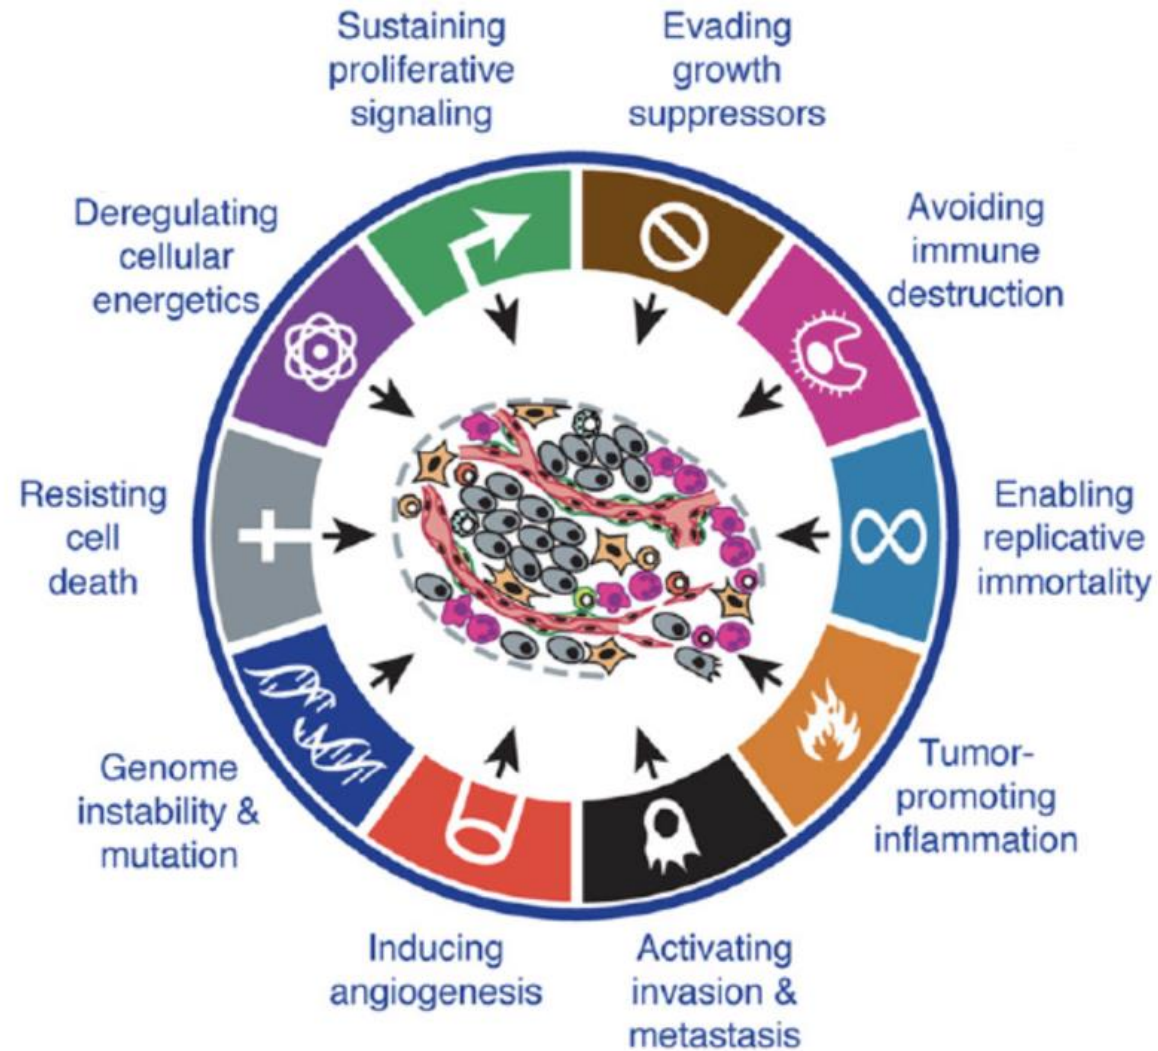 Sustaining
proliferative
signaling
Evading
growth
suppressors
Deregulating
cellular
energetics
Avoiding
immune
destruction
Resisting
cell
death
Enabling
replicative
immortality
Genome
instability &
mutation
Tumor-
promoting
inflammation
Inducing
angiogenesis
Activating
invasion &
metastasis